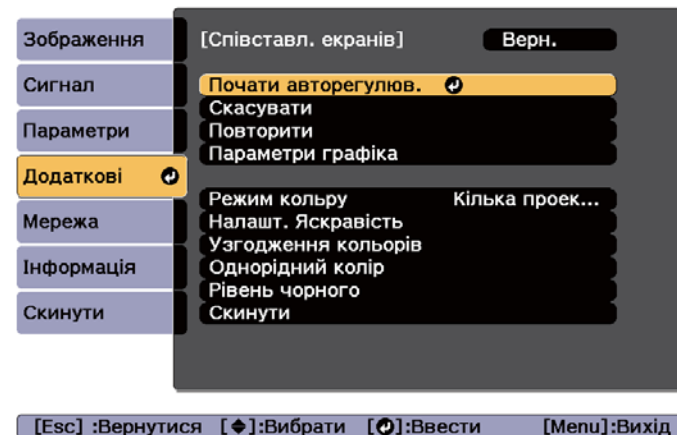 Зображення
Сигнал
Параметри
Додаткові
Мережа
Інформація
Скинути
[Співставл. екранів] Верн.
Почати авторегулюв.
Скасувати
Повторити
Параметри графіка
Режим кольру Кілька проек...
Налашт. Яскравість
Узгодження кольорів
Однорідний колір
Рівень чорного
Скинути
[Esc] :Вернутися [◆]:Вибрати [⏎]:Ввести [Menu]:Вихід